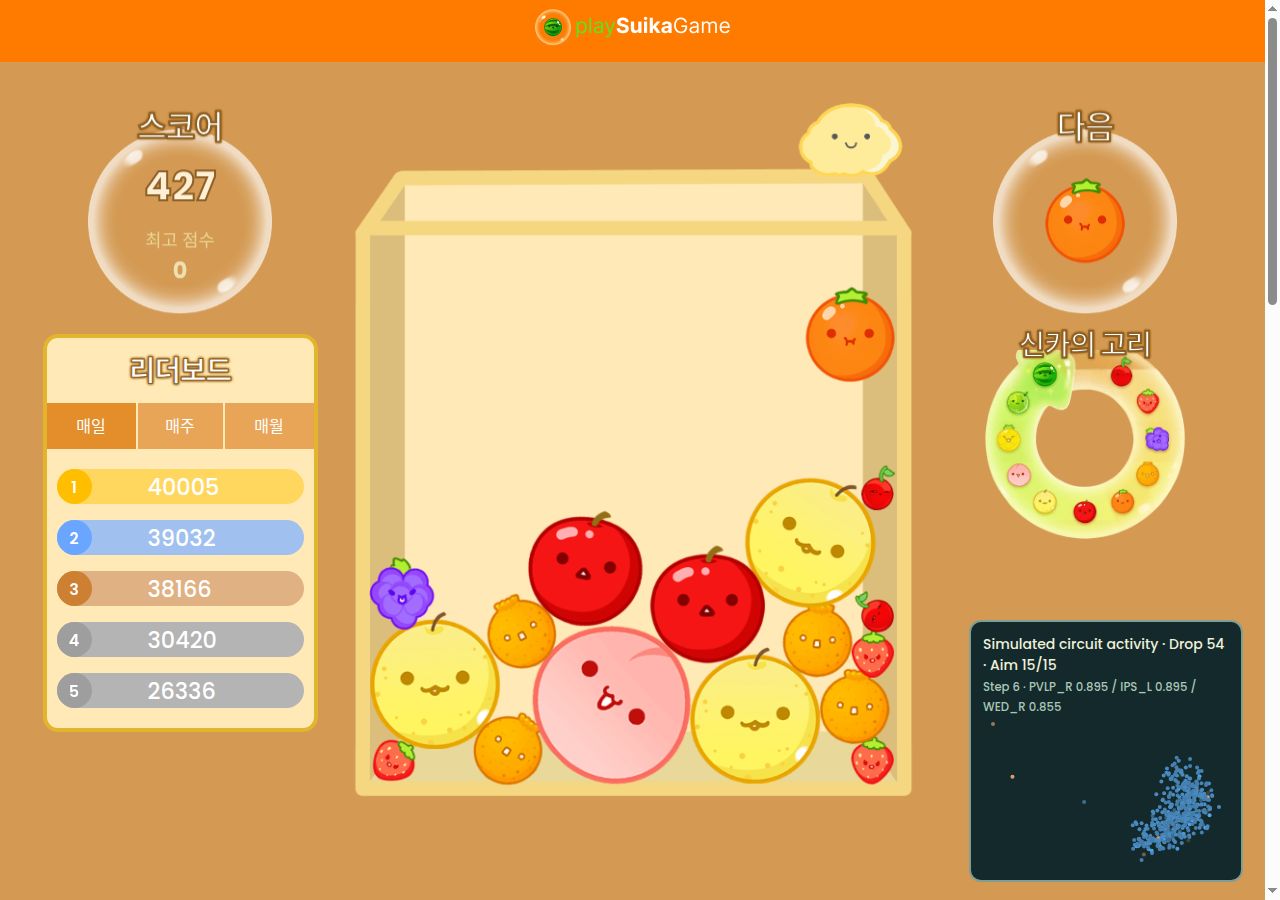 playSuikaGame
스코어
427
최고 점수
0
리더보드
매일 매주 매월
1 40005
2 39032
3 38166
4 30420
5 26336
다음
신카의 고리
Simulated circuit activity · Drop 54
· Aim 15/15
Step 6 · PVLP_R 0.895 / IPS_L 0.895 /
WED_R 0.855